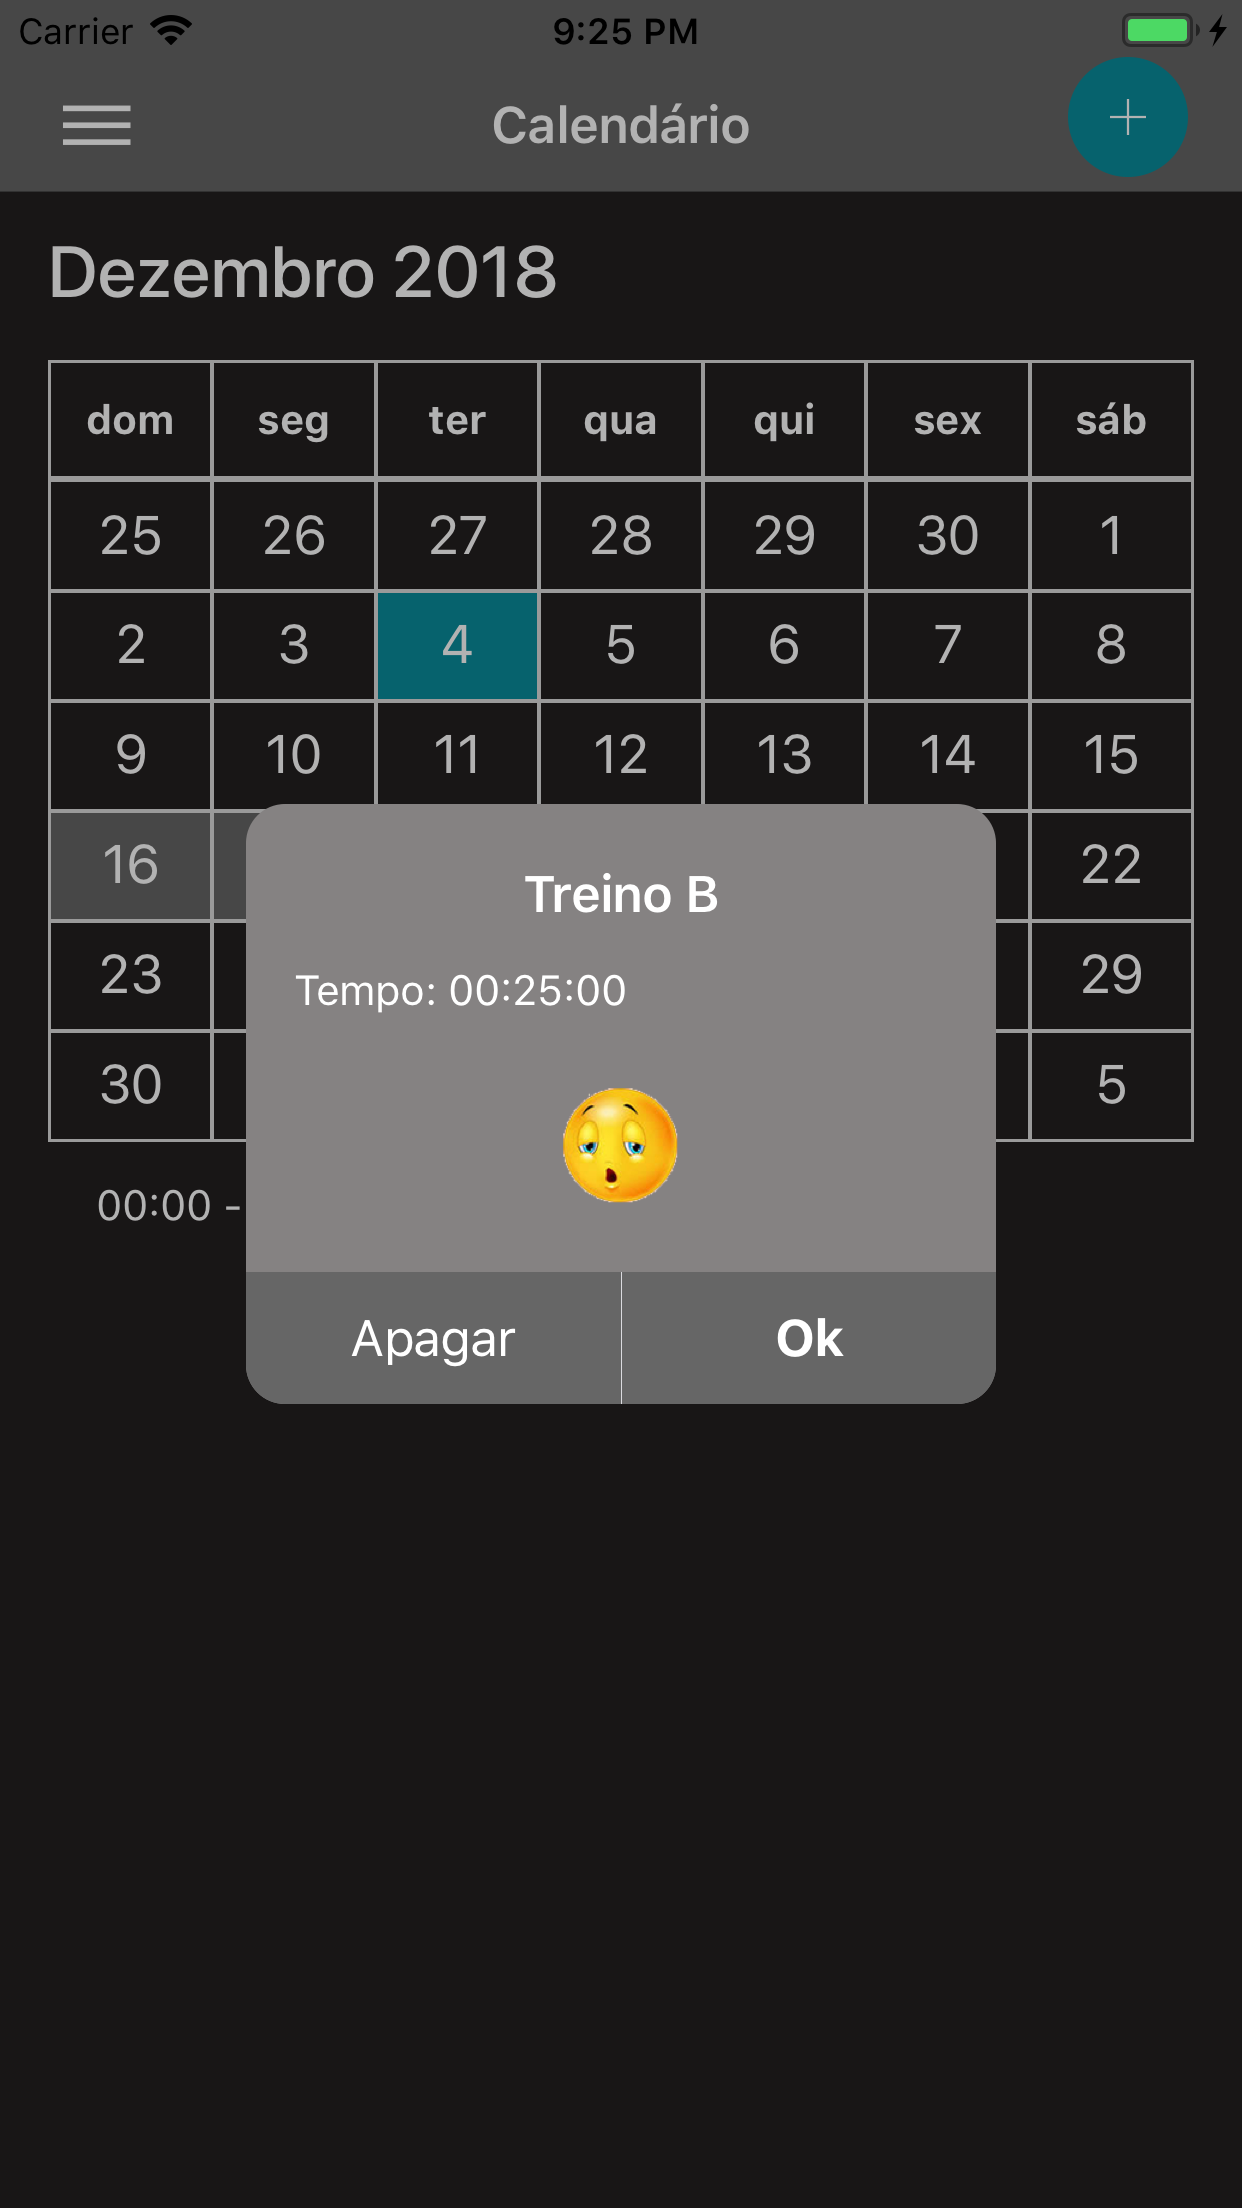 Carrier 9:25 PM
Calendário
Dezembro 2018
dom seg ter qua qui sex sáb
25 26 27 28 29 30 1
2 3 4 5 6 7 8
9 10 11 12 13 14 15
16 22
23 29
30 5
00:00 -
Treino B
Tempo: 00:25:00
Apagar Ok